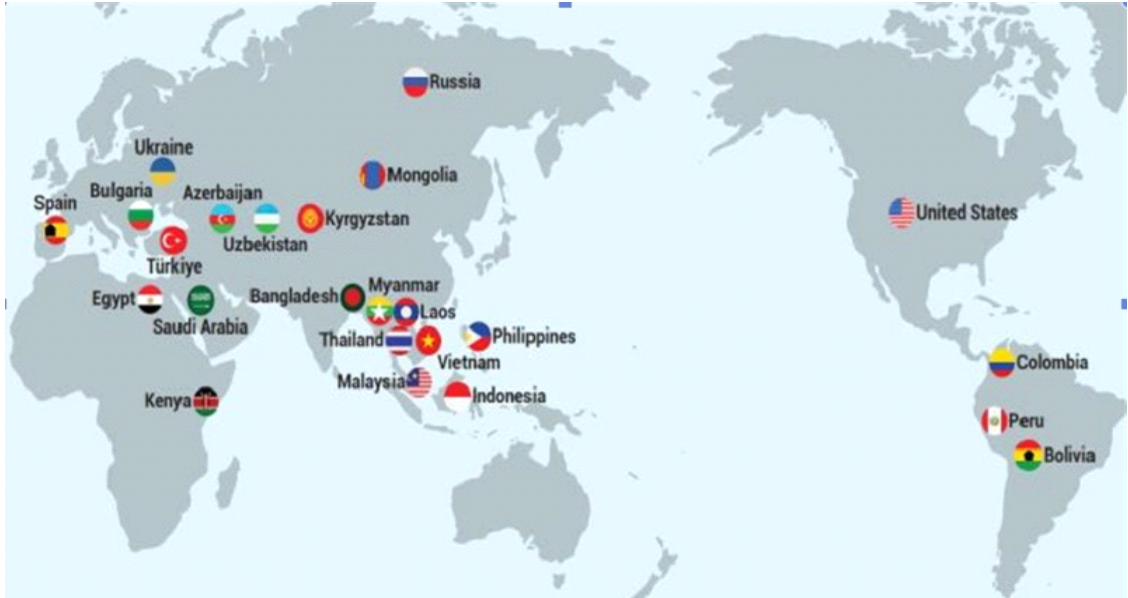 Russia
Ukraine
Mongolia
Bulgaria
Azerbaijan
Spain
Kyrgyzstan
United States
Uzbekistan
Türkiye
Myanmar
Bangladesh
Egypt
Laos
Saudi Arabia
Thailand
Philippines
Vietnam
Colombia
Malaysia
Indonesia
Kenya
Peru
Bolivia